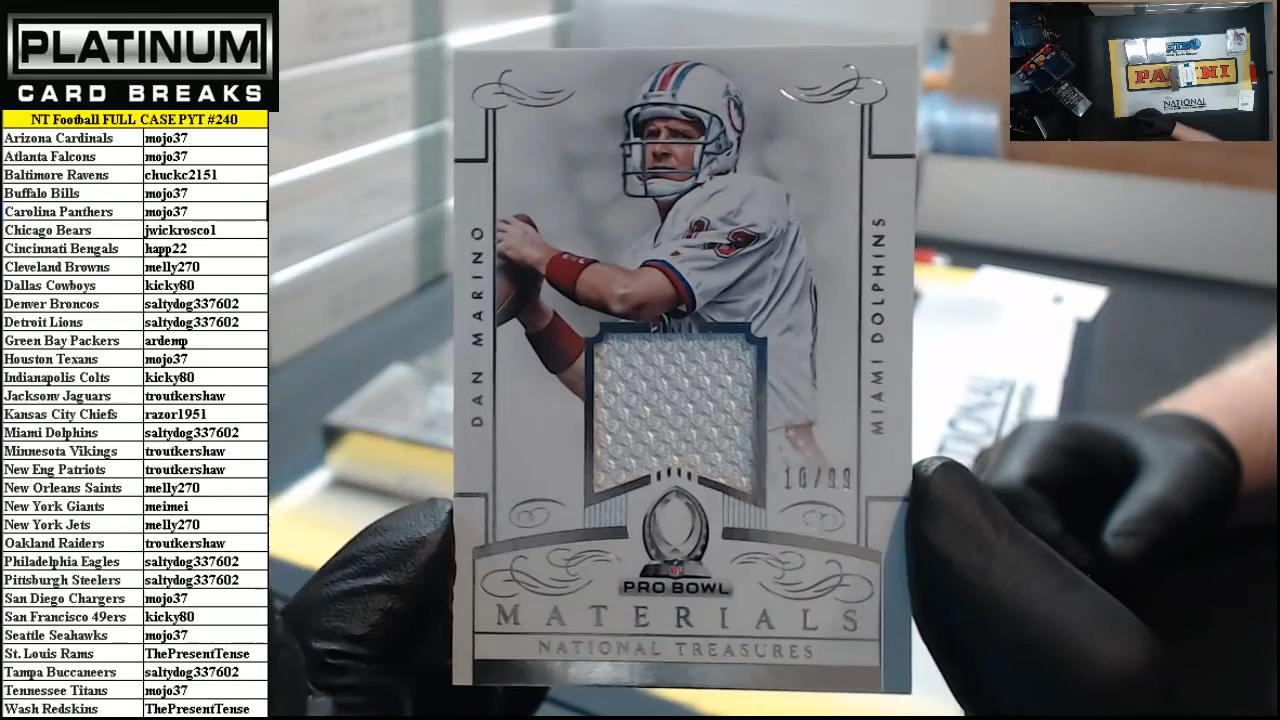 PLATINUM
CARD BREAKS
NT Football FULL CASE PYT #240
Arizona Cardinals mojo37
Atlanta Falcons mojo37
Baltimore Ravens chuckc2151
Buffalo Bills mojo37
Carolina Panthers mojo37
Chicago Bears jwickrosco1
Cincinnati Bengals happ22
Cleveland Browns melly270
Dallas Cowboys kicky80
Denver Broncos saltydog337602
Detroit Lions saltydog337602
Green Bay Packers ardemp
Houston Texans mojo37
Indianapolis Colts kicky80
Jacksonv Jaguars troutkershaw
Kansas City Chiefs razor1951
Miami Dolphins saltydog337602
Minnesota Vikings troutkershaw
New Eng Patriots troutkershaw
New Orleans Saints melly270
New York Giants meimei
New York Jets melly270
Oakland Raiders troutkershaw
Philadelphia Eagles saltydog337602
Pittsburgh Steelers saltydog337602
San Diego Chargers mojo37
San Francisco 49ers kicky80
Seattle Seahawks mojo37
St. Louis Rams ThePresentTense
Tampa Buccaneers saltydog337602
Tennessee Titans mojo37
Wash Redskins ThePresentTense
DAN MARINO
MIAMI DOLPHINS
13
10/99
PRO BOWL
MATERIALS
NATIONAL TREASURES
PANINI
NATIONAL